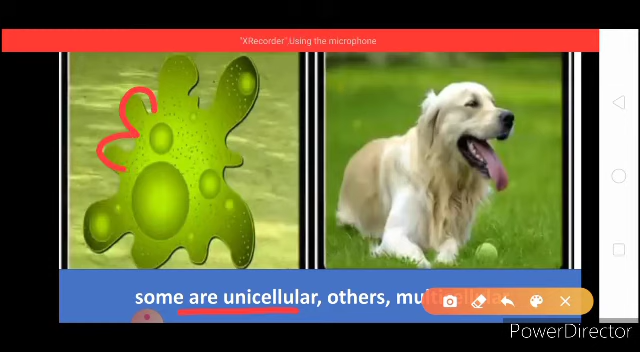 "XRecorder".Using the microphone
some are unicellular, others, multicellular
PowerDirector